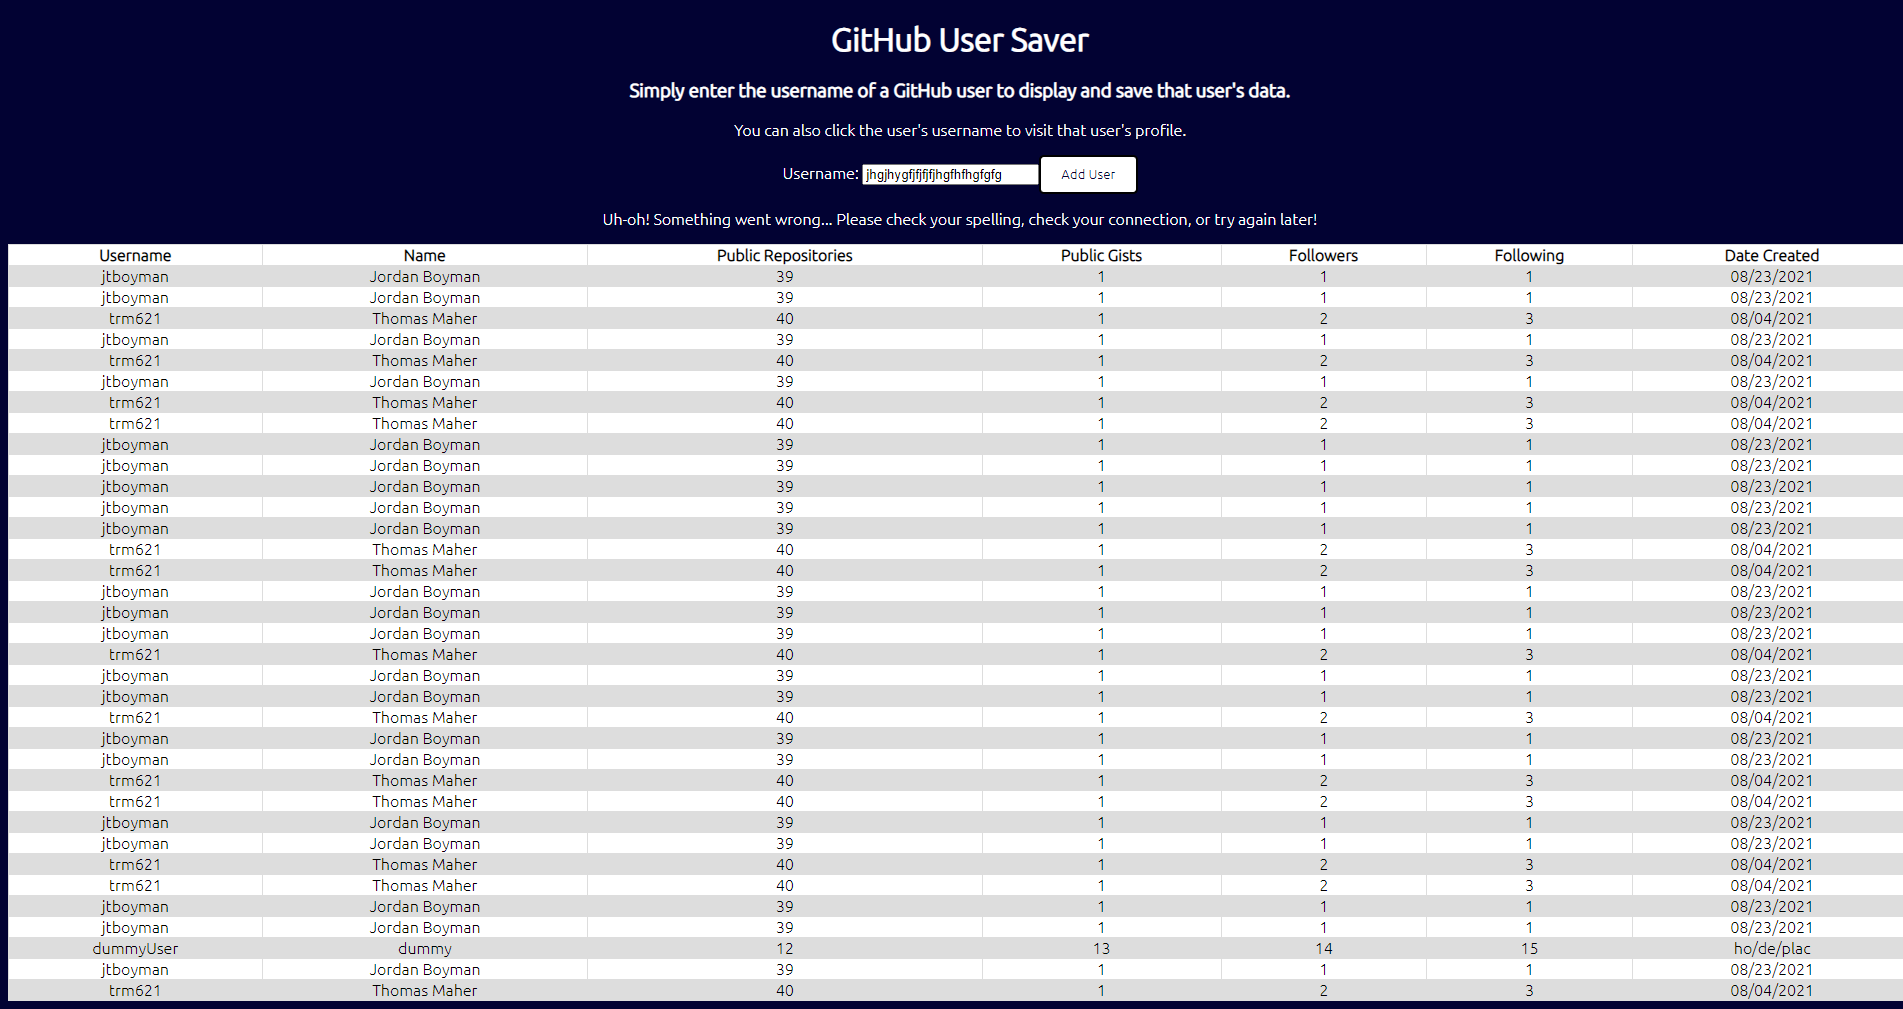 GitHub User Saver
Simply enter the username of a GitHub user to display and save that user's data.
You can also click the user's username to visit that user's profile.
Username: jhgjhygfjfjfjfjhgfhfhgfgfg Add User
Uh-oh! Something went wrong... Please check your spelling, check your connection, or try again later!
Username Name Public Repositories Public Gists Followers Following Date Created
jtboyman Jordan Boyman 39 1 1 1 08/23/2021
jtboyman Jordan Boyman 39 1 1 1 08/23/2021
trm621 Thomas Maher 40 1 2 3 08/04/2021
jtboyman Jordan Boyman 39 1 1 1 08/23/2021
trm621 Thomas Maher 40 1 2 3 08/04/2021
jtboyman Jordan Boyman 39 1 1 1 08/23/2021
trm621 Thomas Maher 40 1 2 3 08/04/2021
trm621 Thomas Maher 40 1 2 3 08/04/2021
jtboyman Jordan Boyman 39 1 1 1 08/23/2021
jtboyman Jordan Boyman 39 1 1 1 08/23/2021
jtboyman Jordan Boyman 39 1 1 1 08/23/2021
jtboyman Jordan Boyman 39 1 1 1 08/23/2021
jtboyman Jordan Boyman 39 1 1 1 08/23/2021
trm621 Thomas Maher 40 1 2 3 08/04/2021
trm621 Thomas Maher 40 1 2 3 08/04/2021
jtboyman Jordan Boyman 39 1 1 1 08/23/2021
jtboyman Jordan Boyman 39 1 1 1 08/23/2021
jtboyman Jordan Boyman 39 1 1 1 08/23/2021
trm621 Thomas Maher 40 1 2 3 08/04/2021
jtboyman Jordan Boyman 39 1 1 1 08/23/2021
jtboyman Jordan Boyman 39 1 1 1 08/23/2021
trm621 Thomas Maher 40 1 2 3 08/04/2021
jtboyman Jordan Boyman 39 1 1 1 08/23/2021
jtboyman Jordan Boyman 39 1 1 1 08/23/2021
trm621 Thomas Maher 40 1 2 3 08/04/2021
trm621 Thomas Maher 40 1 2 3 08/04/2021
jtboyman Jordan Boyman 39 1 1 1 08/23/2021
jtboyman Jordan Boyman 39 1 1 1 08/23/2021
trm621 Thomas Maher 40 1 2 3 08/04/2021
trm621 Thomas Maher 40 1 2 3 08/04/2021
jtboyman Jordan Boyman 39 1 1 1 08/23/2021
jtboyman Jordan Boyman 39 1 1 1 08/23/2021
dummyUser dummy 12 13 14 15 ho/de/plac
jtboyman Jordan Boyman 39 1 1 1 08/23/2021
trm621 Thomas Maher 40 1 2 3 08/04/2021